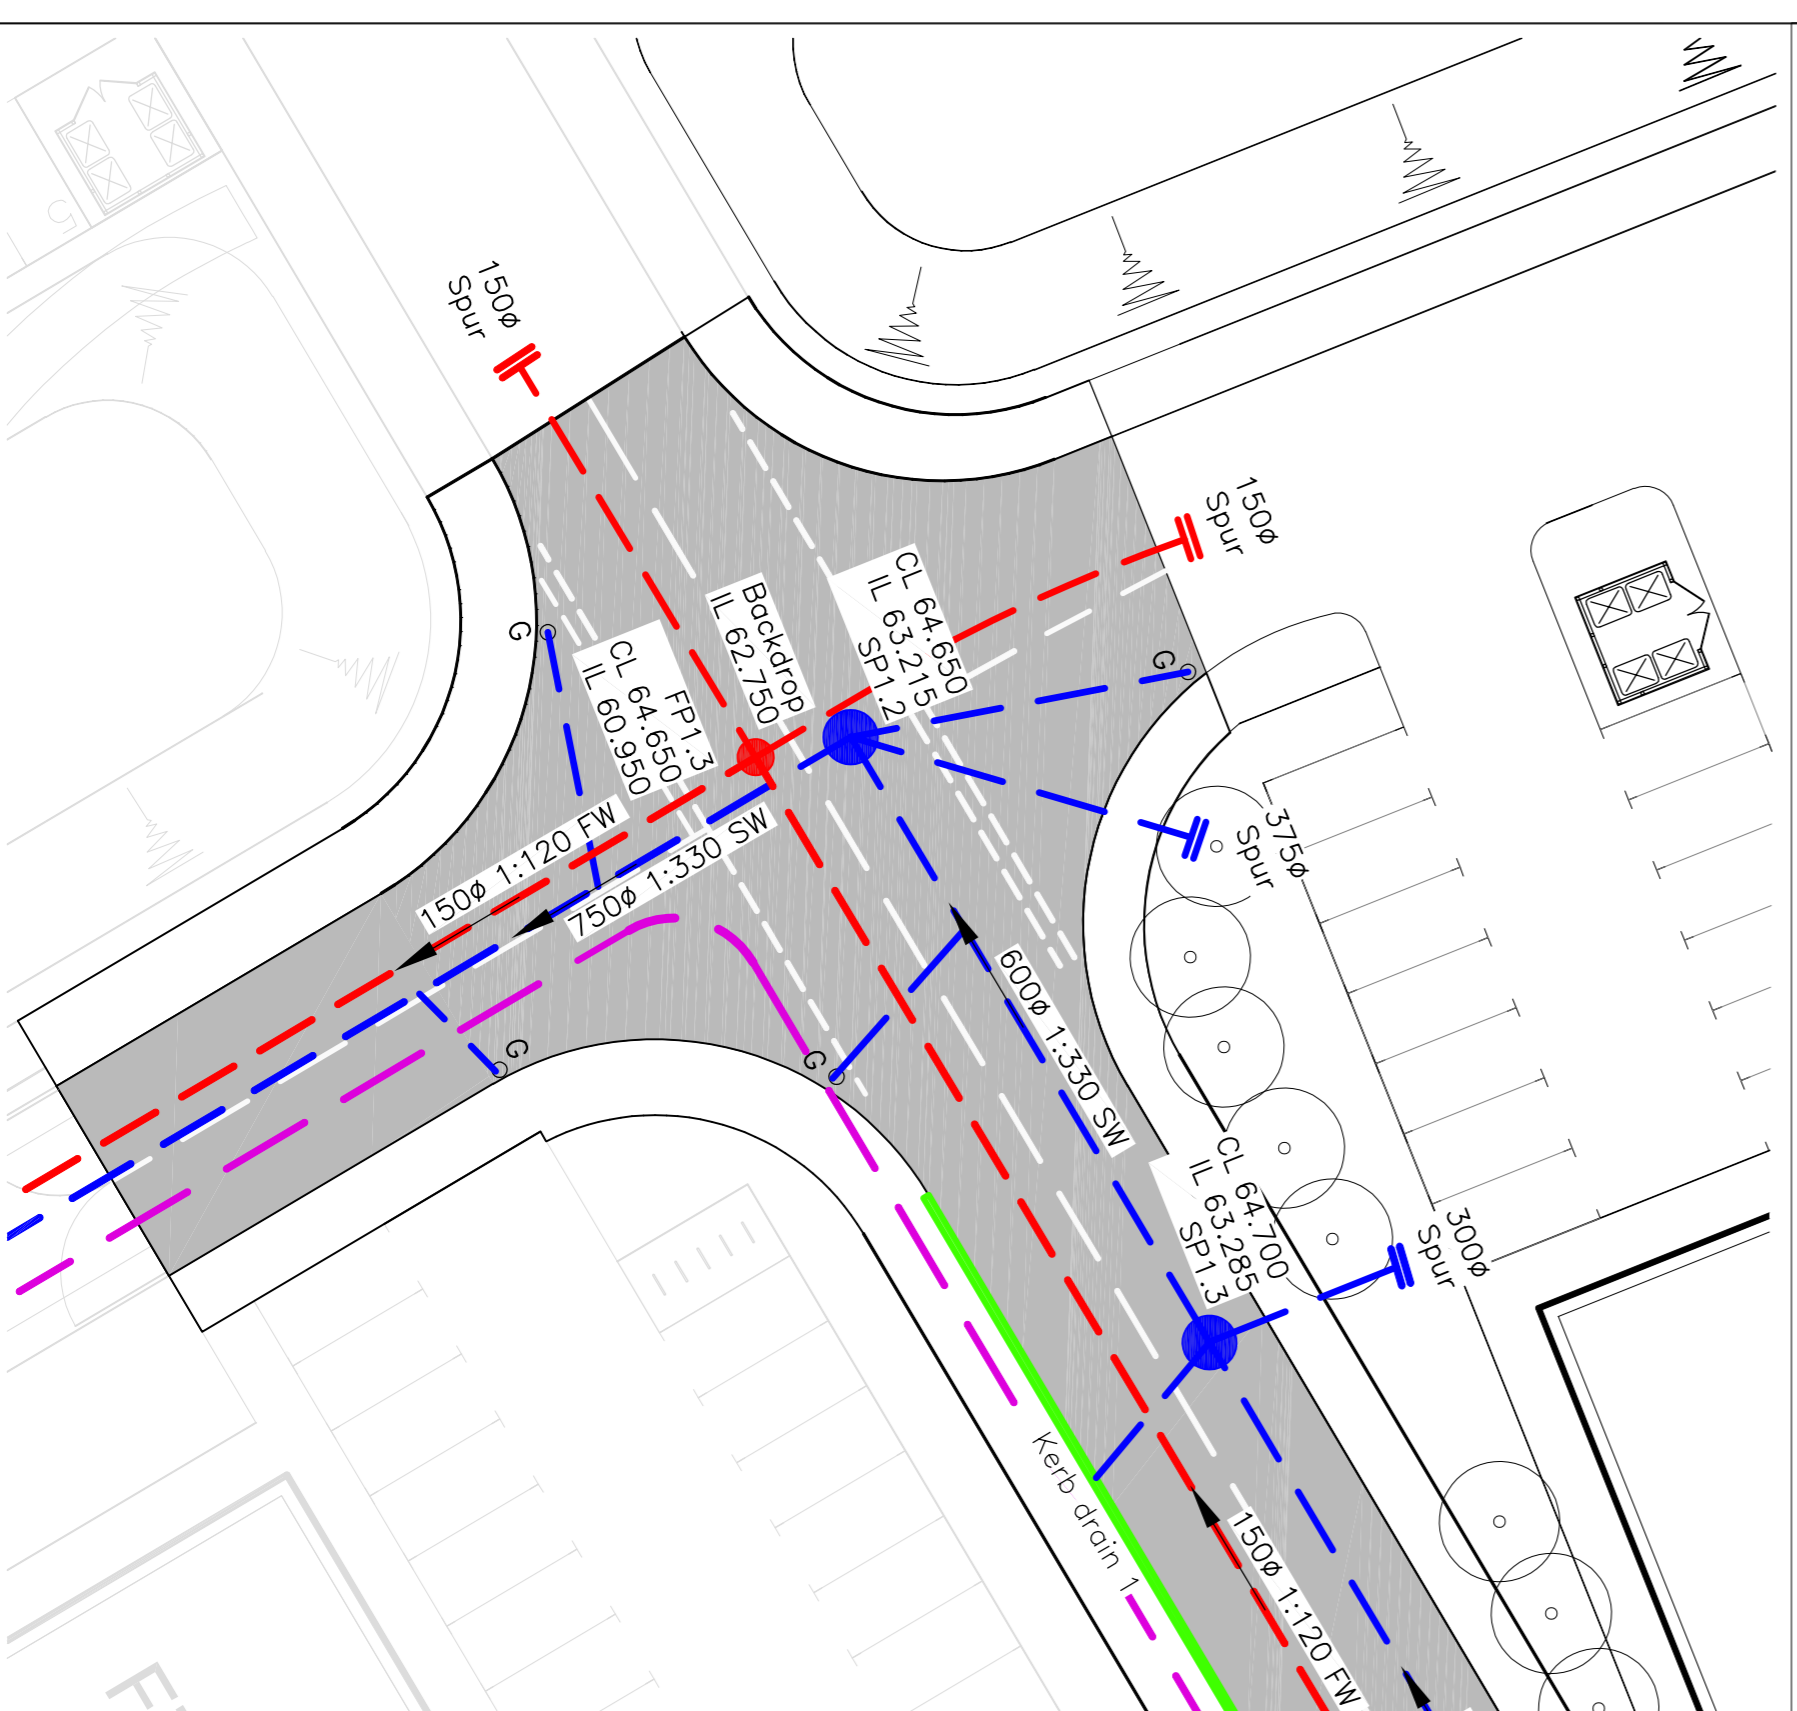 150ø
Spur
150ø
Spur
CL 64.650
IL 63.215
SP1.2
Backdrop
IL 62.750
FP1.3
CL 64.650
IL 60.950
G
G
150ø 1:120 FW
750ø 1:330 SW
375ø
Spur
600ø 1:330 SW
G
G
CL 64.700
IL 63.285
SP1.3
300ø
Spur
Kerb drain 1
150ø 1:120 FW
5